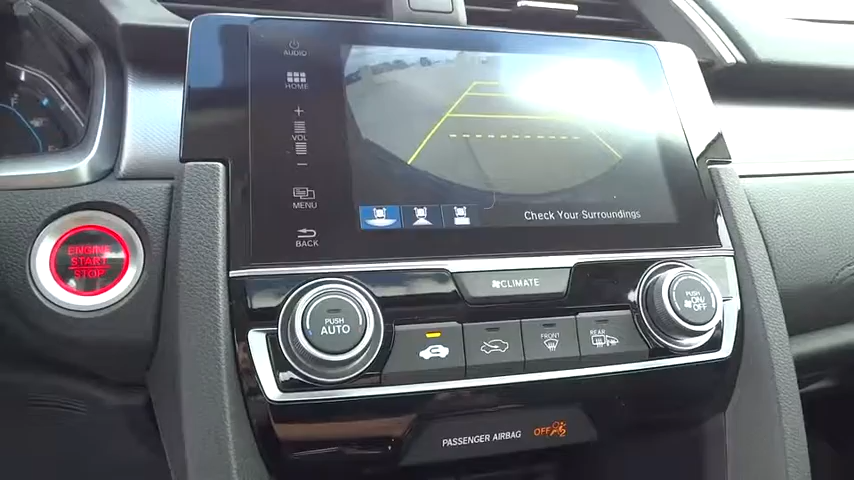 AUDIO
HOME
+
VOL
-
MENU
BACK
Check Your Surroundings
ENGINE
START
STOP
CLIMATE
PUSH
AUTO
FRONT
REAR
PUSH
ON/
OFF
PASSENGER AIRBAG
OFF